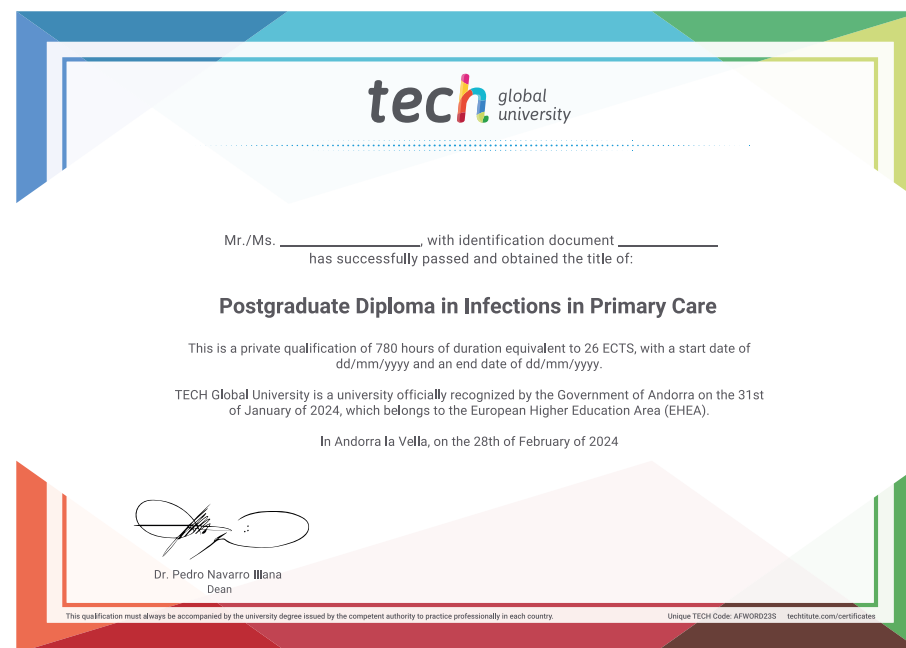 tech global university
Mr./Ms. ____________________, with identification document ______________
has successfully passed and obtained the title of:
Postgraduate Diploma in Infections in Primary Care
This is a private qualification of 780 hours of duration equivalent to 26 ECTS, with a start date of
dd/mm/yyyy and an end date of dd/mm/yyyy.
TECH Global University is a university officially recognized by the Government of Andorra on the 31st
of January of 2024, which belongs to the European Higher Education Area (EHEA).
In Andorra la Vella, on the 28th of February of 2024
Dr. Pedro Navarro Illana
Dean
This qualification must always be accompanied by the university degree issued by the competent authority to practice professionally in each country.
Unique TECH Code: AFWORD23S techtitute.com/certificates